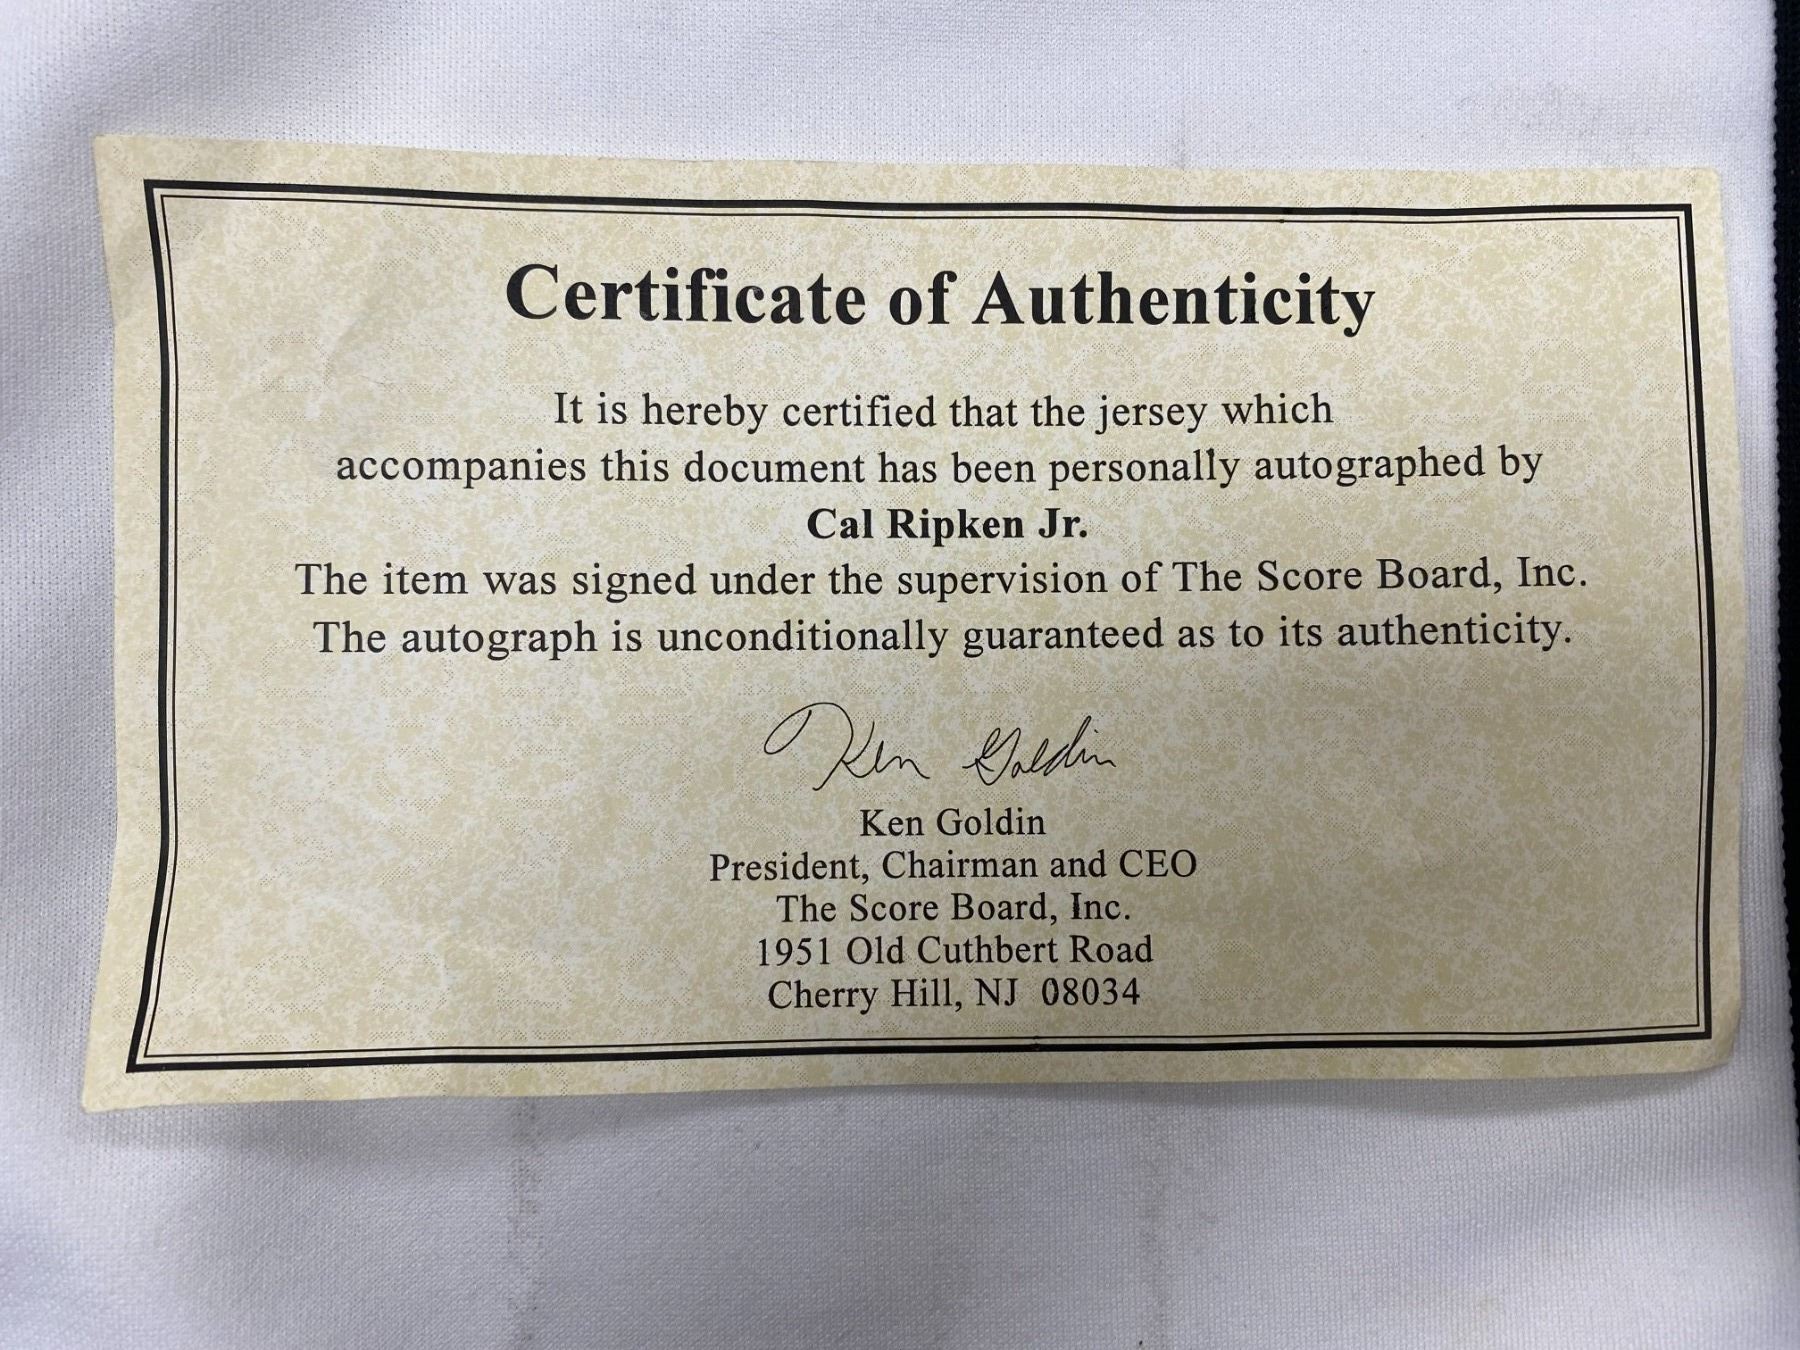 Certificate of Authenticity
It is hereby certified that the jersey which
accompanies this document has been personally autographed by
Cal Ripken Jr.
The item was signed under the supervision of The Score Board, Inc.
The autograph is unconditionally guaranteed as to its authenticity.
Ken Goldin
Ken Goldin
President, Chairman and CEO
The Score Board, Inc.
1951 Old Cuthbert Road
Cherry Hill, NJ 08034